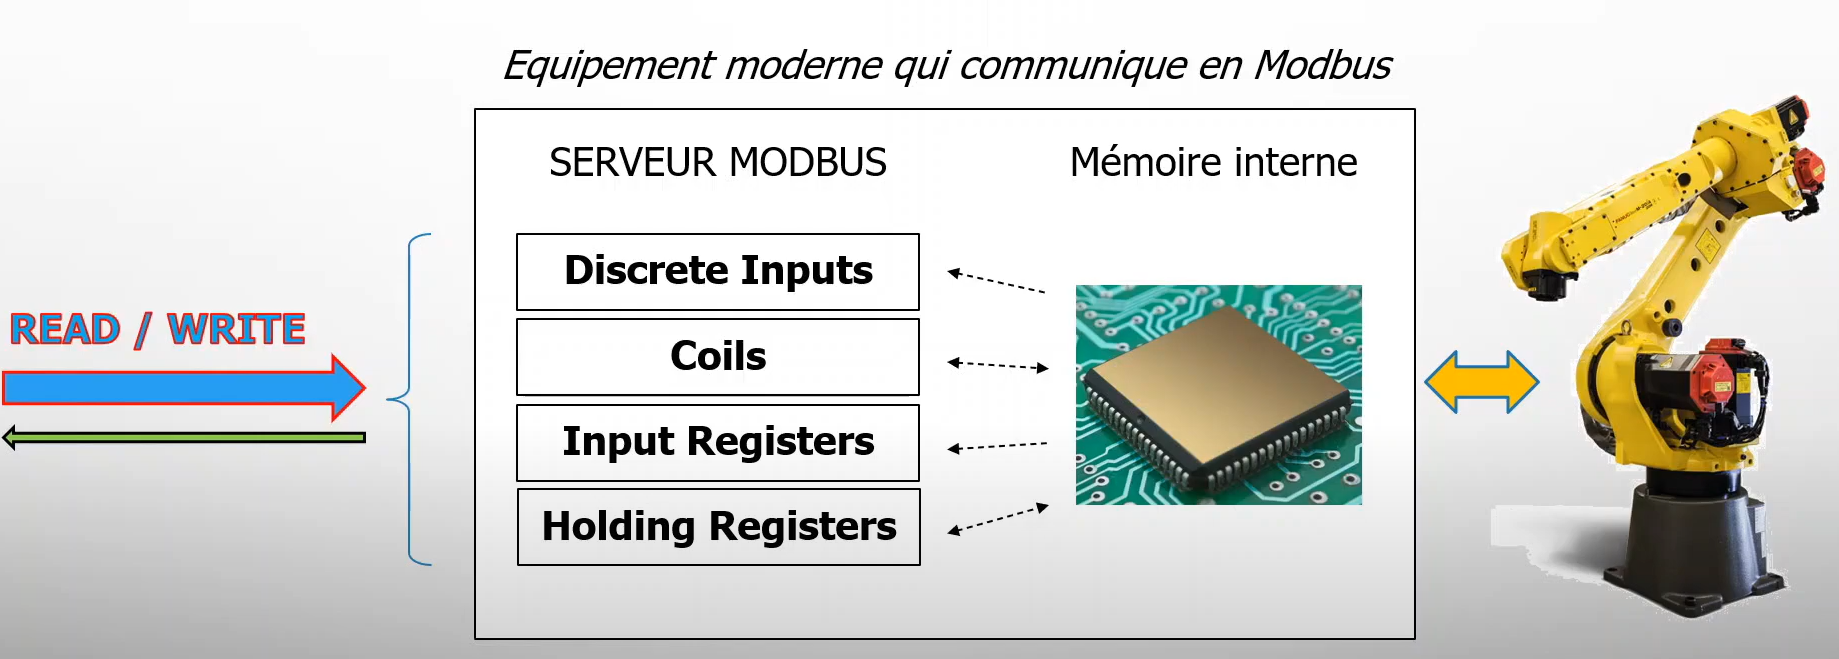 Equipement moderne qui communique en Modbus
SERVEUR MODBUS
Mémoire interne
READ / WRITE
Discrete Inputs
Coils
Input Registers
Holding Registers